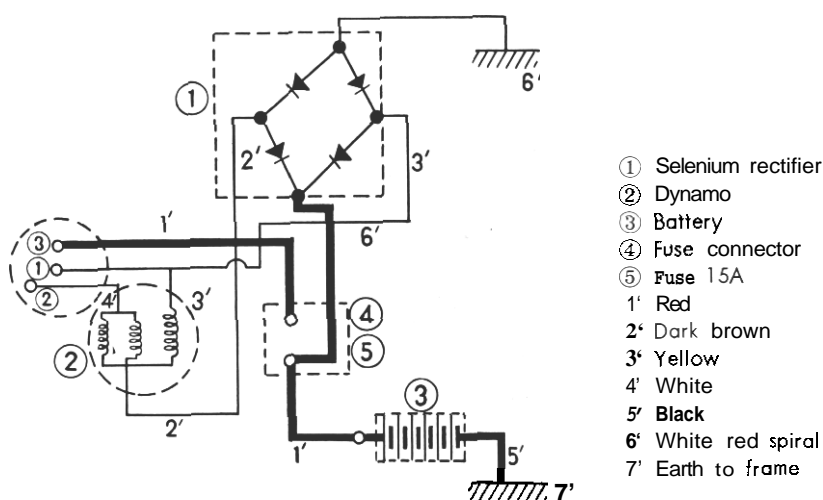 6'
①
2'
3'
1'
6'
③
①
②
4'
3'
④
②
⑤
③
2'
1'
5'
7'
① Selenium rectifier
② Dynamo
③ Battery
④ Fuse connector
⑤ Fuse 15A
1' Red
2' Dark brown
3' Yellow
4' White
5' Black
6' White red spiral
7' Earth to frame